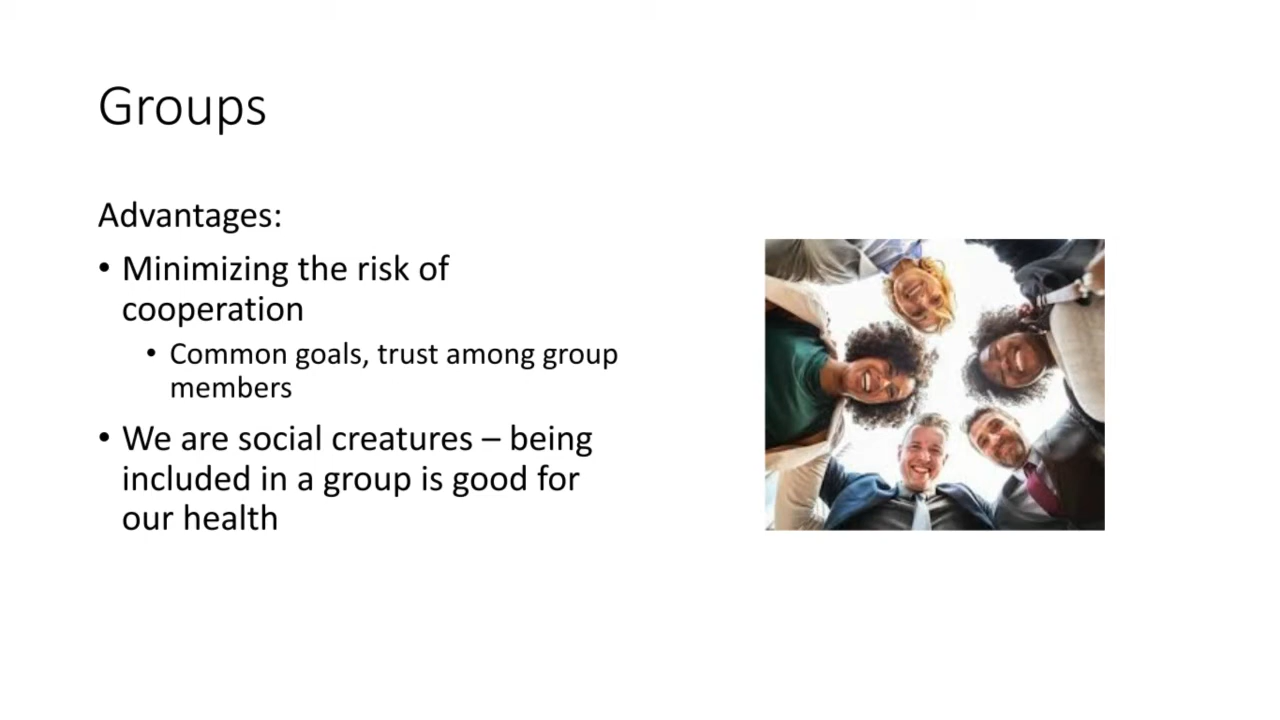 Groups
Advantages:
• Minimizing the risk of
cooperation
• Common goals, trust among group
members
• We are social creatures – being
included in a group is good for
our health